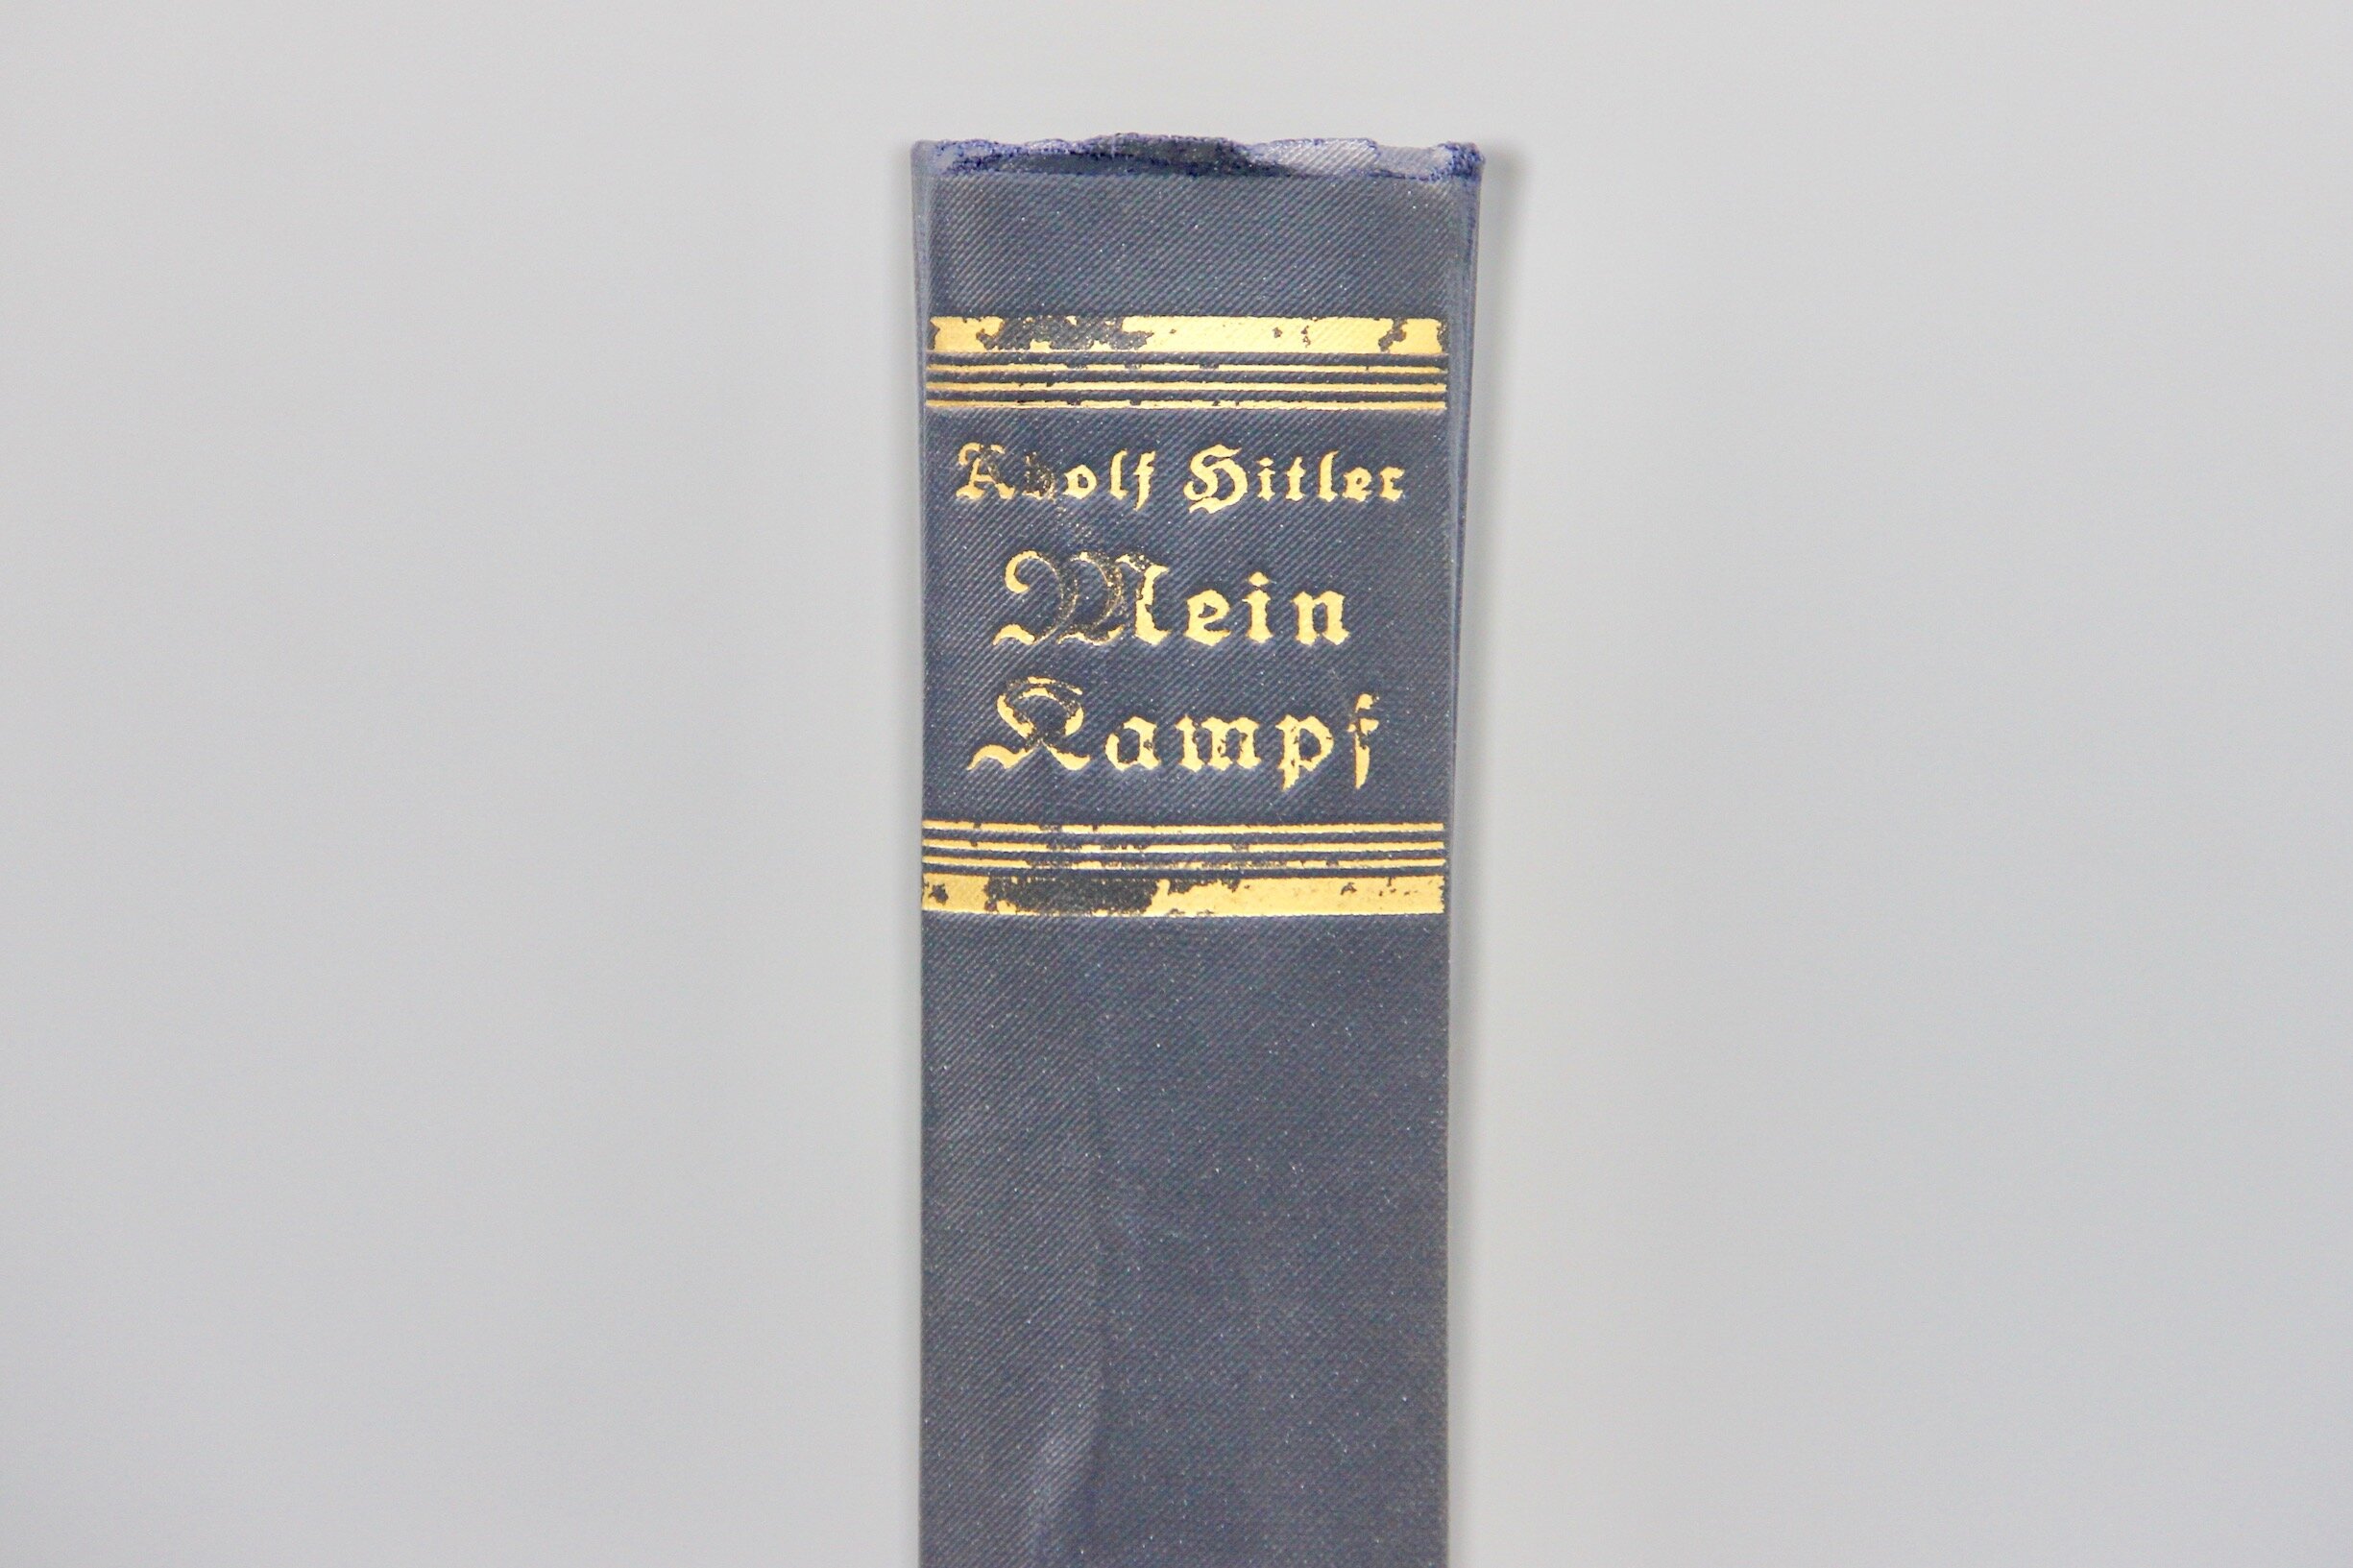 Adolf Hitler
Mein
Kampf